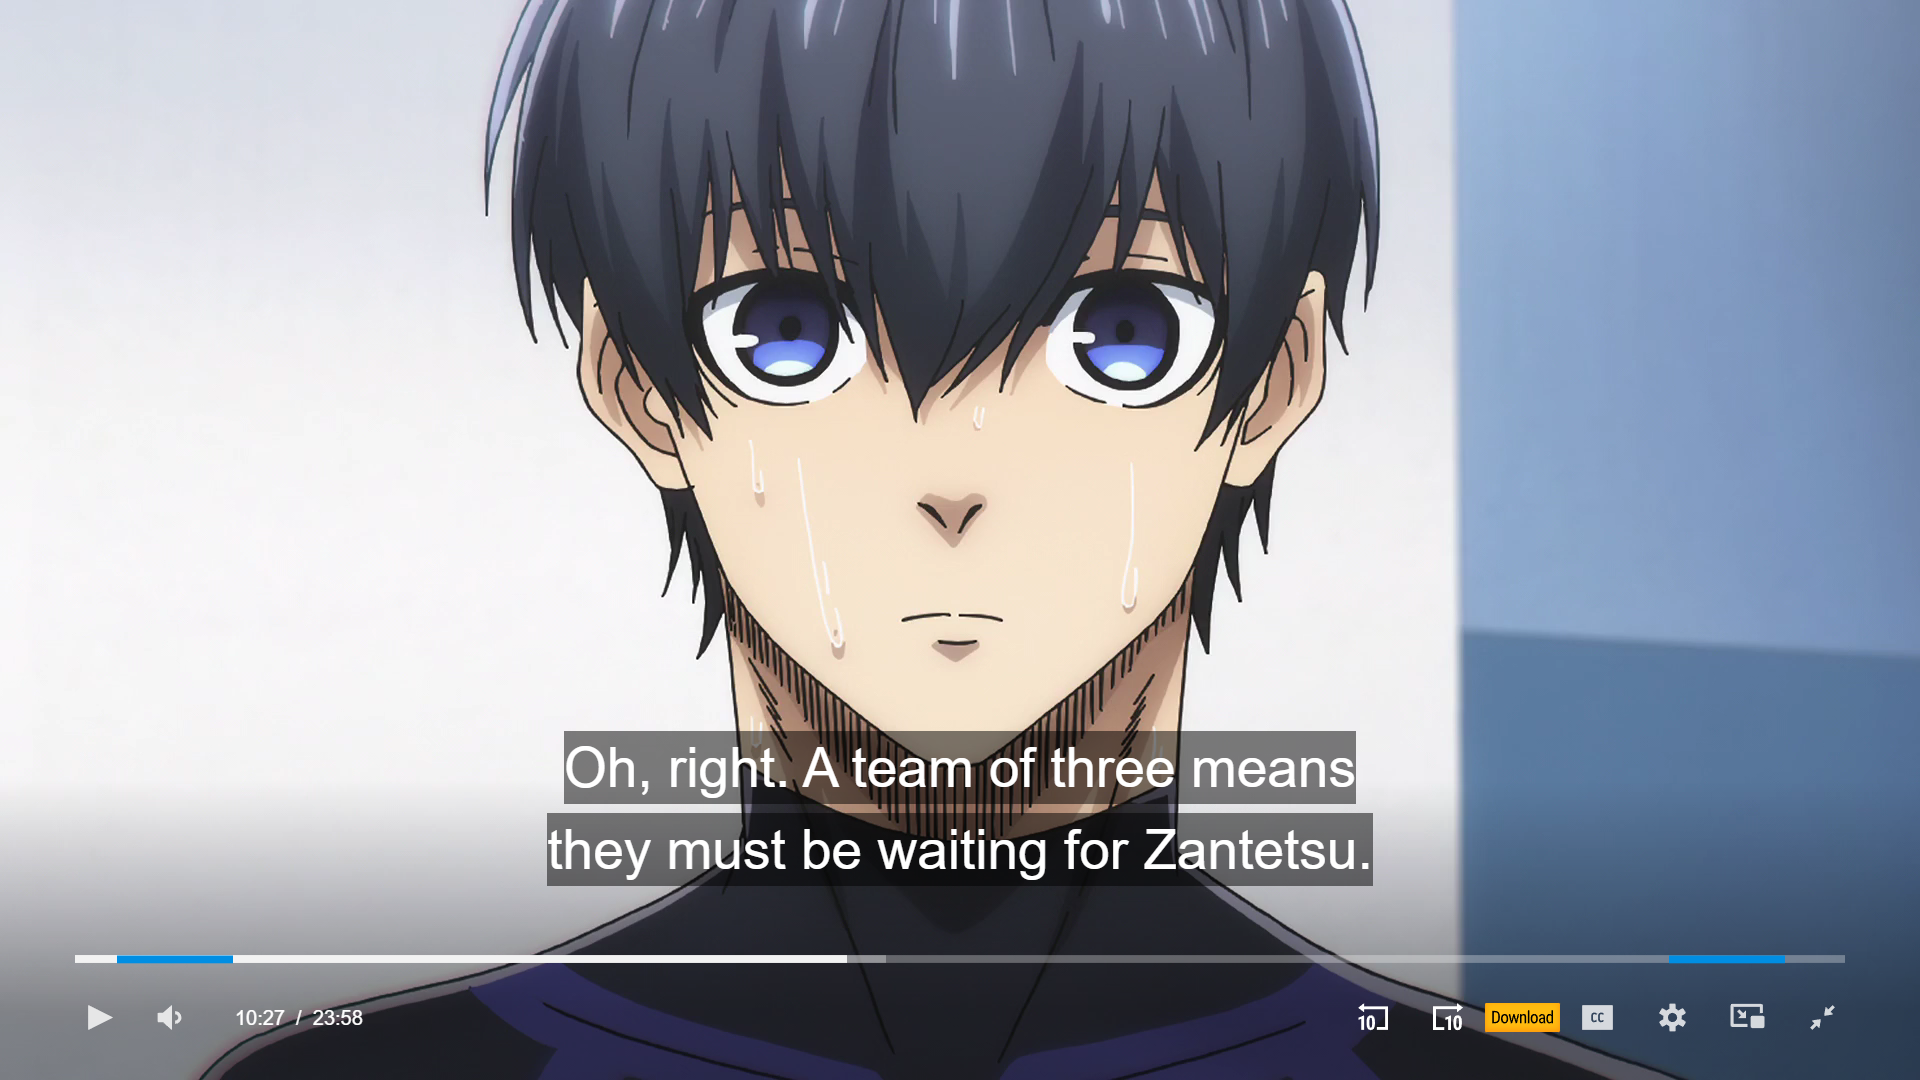 Oh, right. A team of three means
they must be waiting for Zantetsu.
10:27 / 23:58
10
10
Download
CC